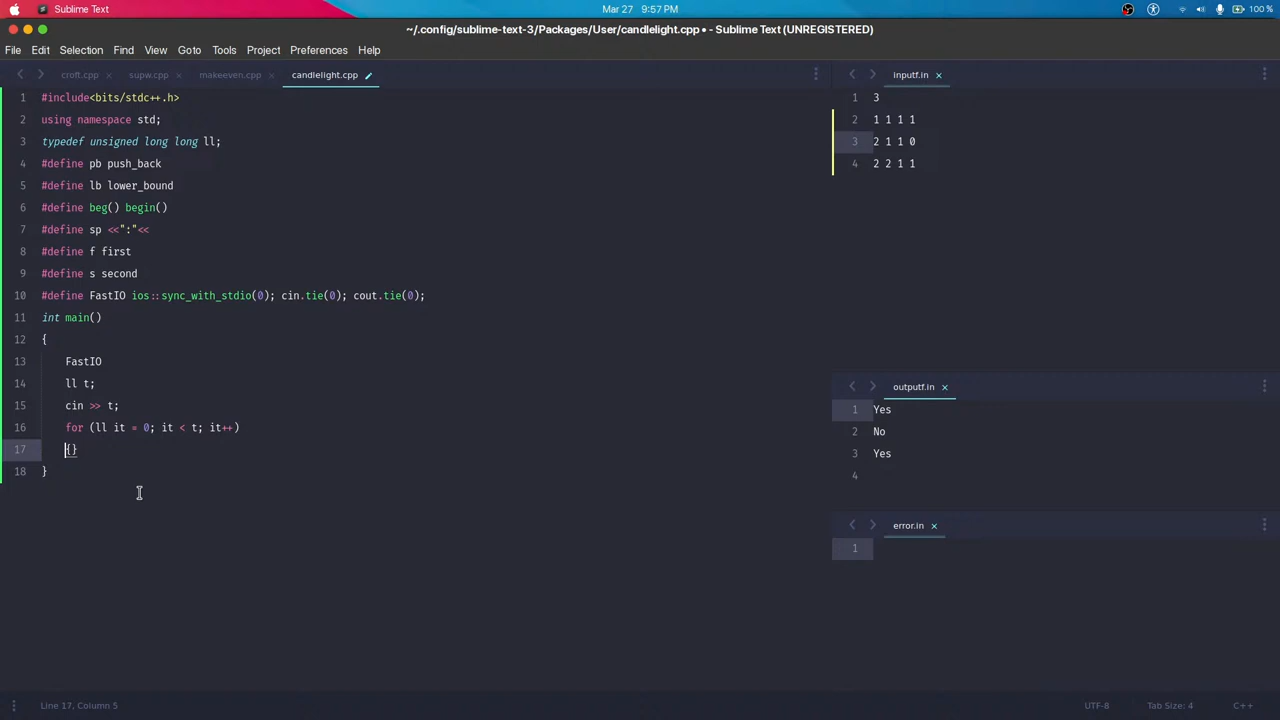 Sublime Text
Mar 27 9:57 PM
100 %
~/.config/sublime-text-3/Packages/User/candlelight.cpp • - Sublime Text (UNREGISTERED)
File Edit Selection Find View Goto Tools Project Preferences Help
croft.cpp × supw.cpp × makeeven.cpp × candlelight.cpp
1 #include<bits/stdc++.h>
2 using namespace std;
3 typedef unsigned long long ll;
4 #define pb push_back
5 #define lb lower_bound
6 #define beg() begin()
7 #define sp <<":"<<
8 #define f first
9 #define s second
10 #define FastIO ios::sync_with_stdio(0); cin.tie(0); cout.tie(0);
11 int main()
12 {
13 FastIO
14 ll t;
15 cin >> t;
16 for (ll it = 0; it < t; it++)
17 {}
18 }
inputf.in ×
1 3
2 1 1 1 1
3 2 1 1 0
4 2 2 1 1
outputf.in ×
1 Yes
2 No
3 Yes
4
error.in ×
1
Line 17, Column 5
UTF-8
Tab Size: 4
C++